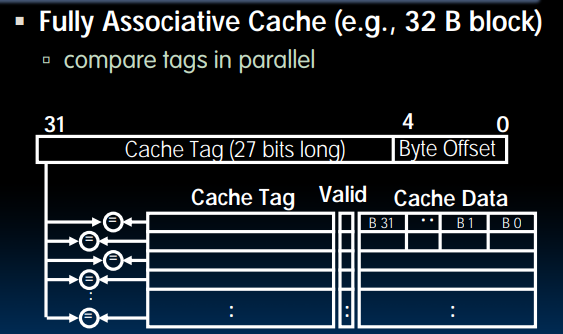 ▪ Fully Associative Cache (e.g., 32 B block)
▫ compare tags in parallel
31 4 0
Cache Tag (27 bits long) Byte Offset
Cache Tag Valid Cache Data
= B 31 ·· B 1 B 0
=
=
=
:
= : : :